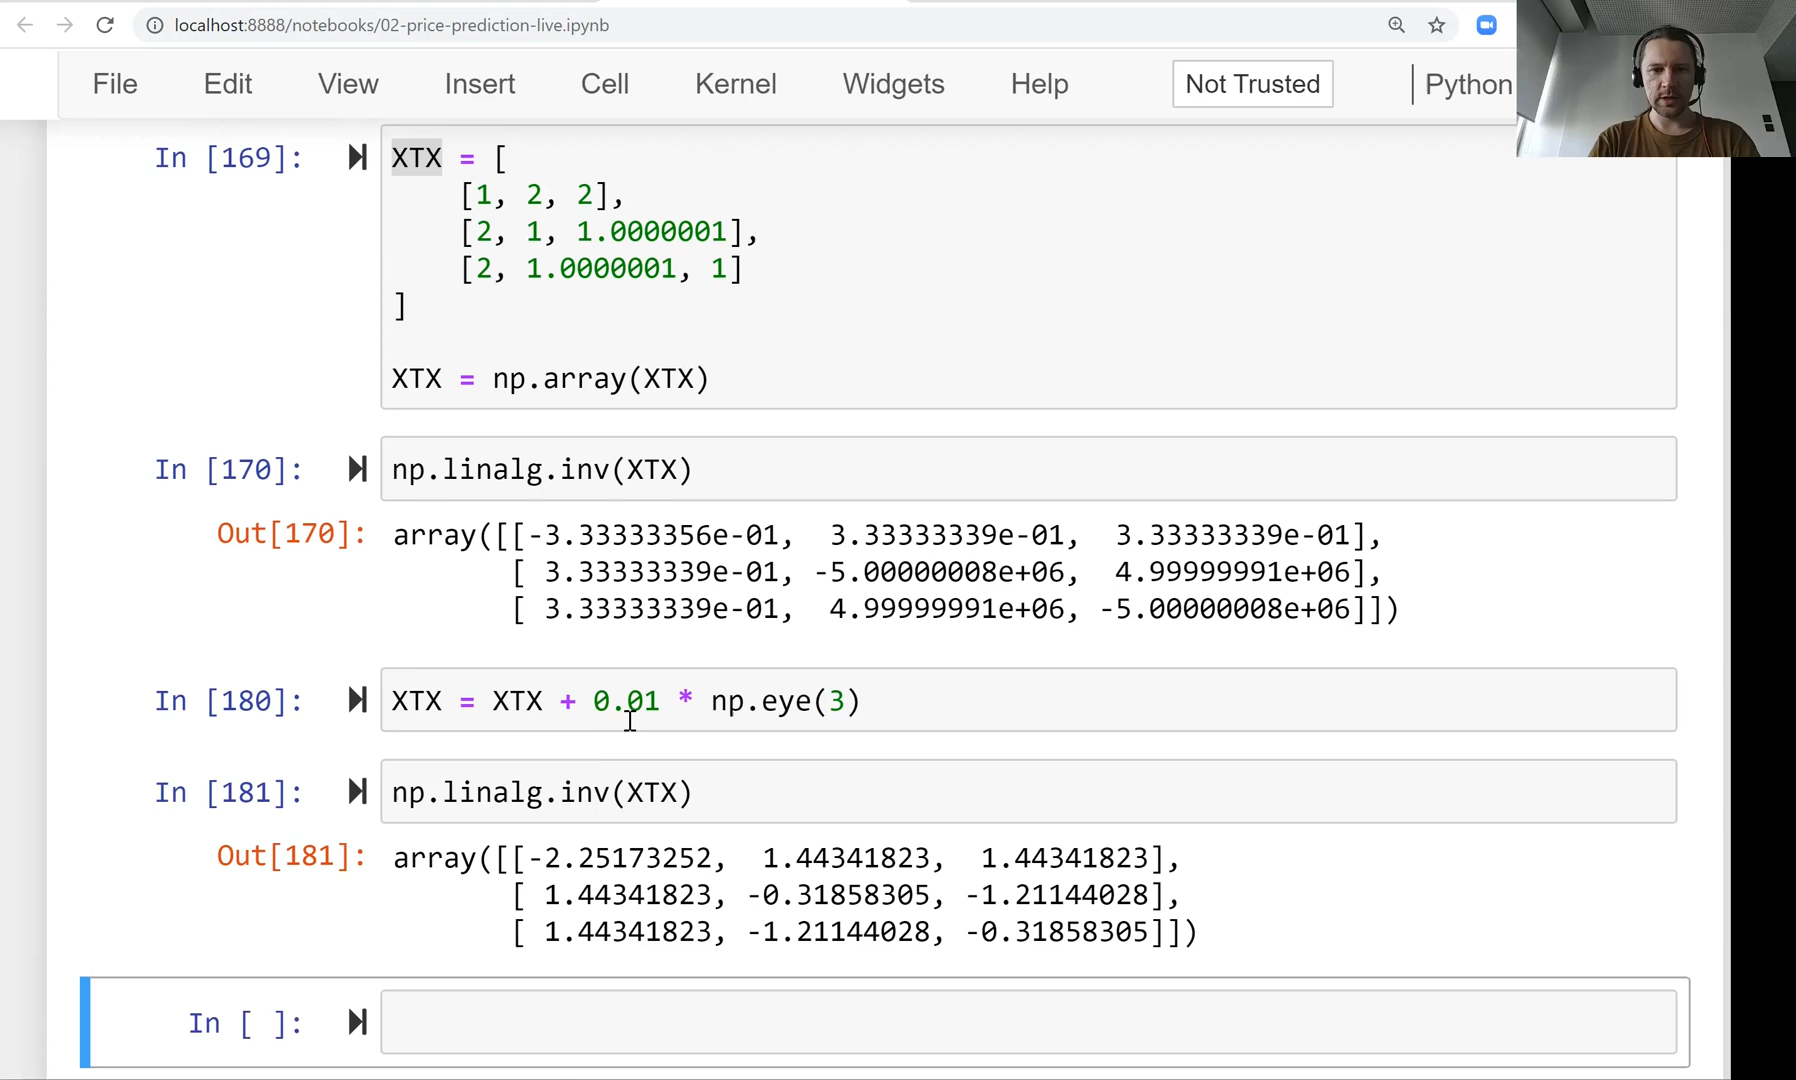 localhost:8888/notebooks/02-price-prediction-live.ipynb
File Edit View Insert Cell Kernel Widgets Help Not Trusted Python
In [169]: XTX = [
[1, 2, 2],
[2, 1, 1.0000001],
[2, 1.0000001, 1]
]
XTX = np.array(XTX)
In [170]: np.linalg.inv(XTX)
Out[170]: array([[-3.33333356e-01, 3.33333339e-01, 3.33333339e-01],
[ 3.33333339e-01, -5.00000008e+06, 4.99999991e+06],
[ 3.33333339e-01, 4.99999991e+06, -5.00000008e+06]])
In [180]: XTX = XTX + 0.01 * np.eye(3)
In [181]: np.linalg.inv(XTX)
Out[181]: array([[-2.25173252, 1.44341823, 1.44341823],
[ 1.44341823, -0.31858305, -1.21144028],
[ 1.44341823, -1.21144028, -0.31858305]])
In [ ]: